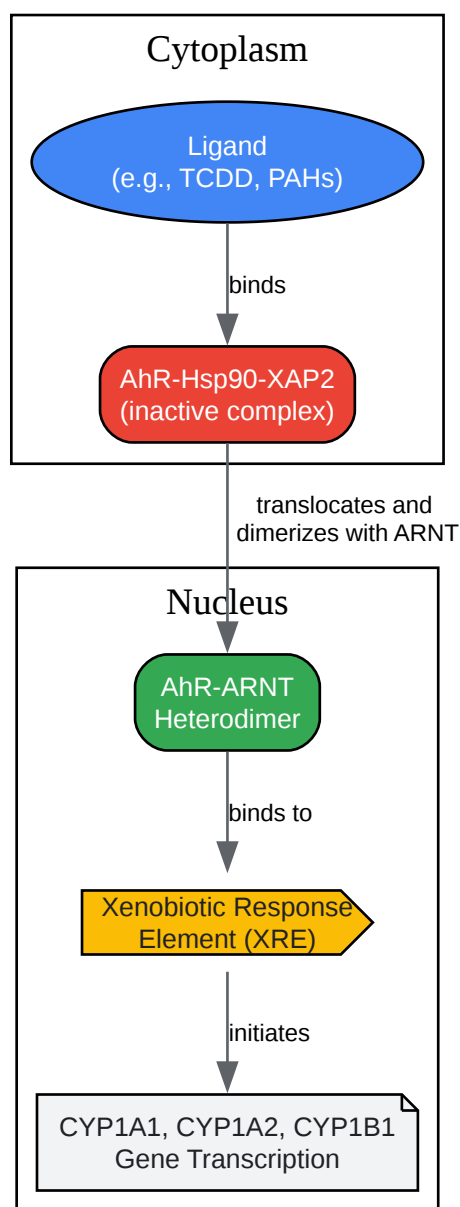 Cytoplasm
Ligand
(e.g., TCDD, PAHs)
binds
AhR-Hsp90-XAP2
(inactive complex)
translocates and
dimerizes with ARNT
Nucleus
AhR-ARNT
Heterodimer
binds to
Xenobiotic Response
Element (XRE)
initiates
CYP1A1, CYP1A2, CYP1B1
Gene Transcription